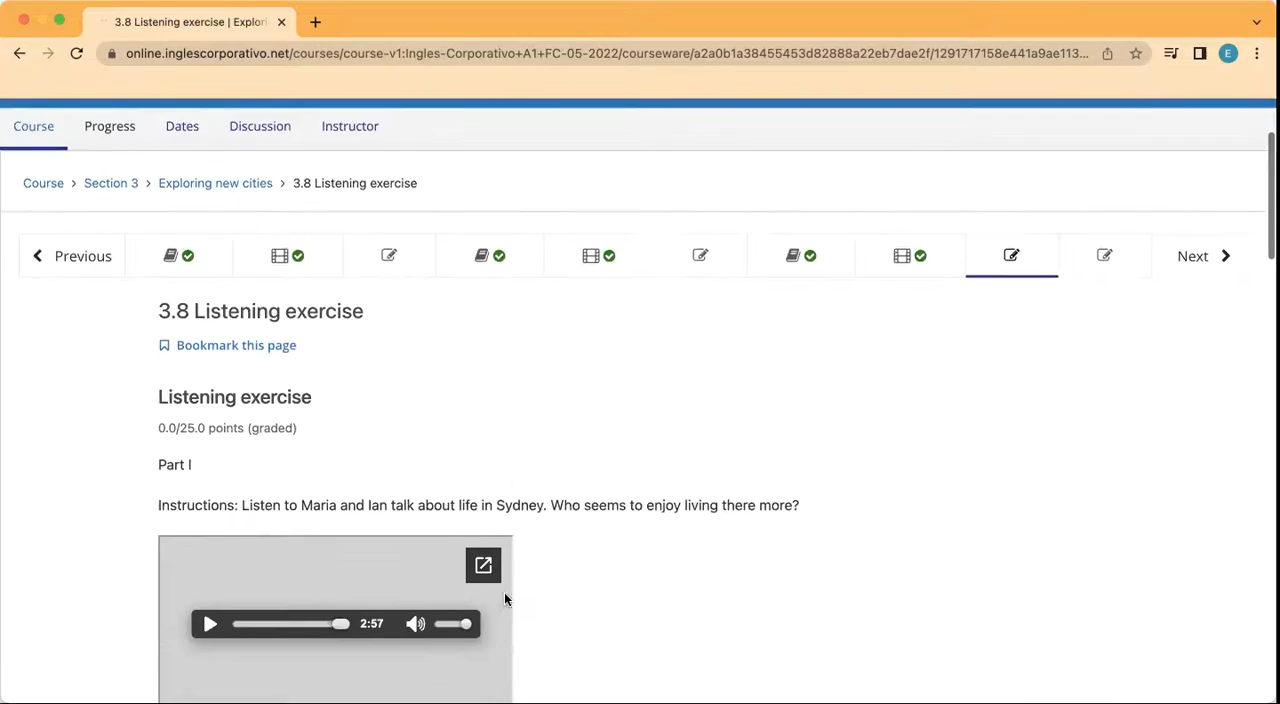 3.8 Listening exercise | Explori
online.inglescorporativo.net/courses/course-v1:Ingles-Corporativo+A1+FC-05-2022/courseware/a2a0b1a38455453d82888a22eb7dae2f/1291717158e441a9ae113...
E
Course Progress Dates Discussion Instructor
Course > Section 3 > Exploring new cities > 3.8 Listening exercise
Previous Next
3.8 Listening exercise
Bookmark this page
Listening exercise
0.0/25.0 points (graded)
Part I
Instructions: Listen to Maria and Ian talk about life in Sydney. Who seems to enjoy living there more?
2:57